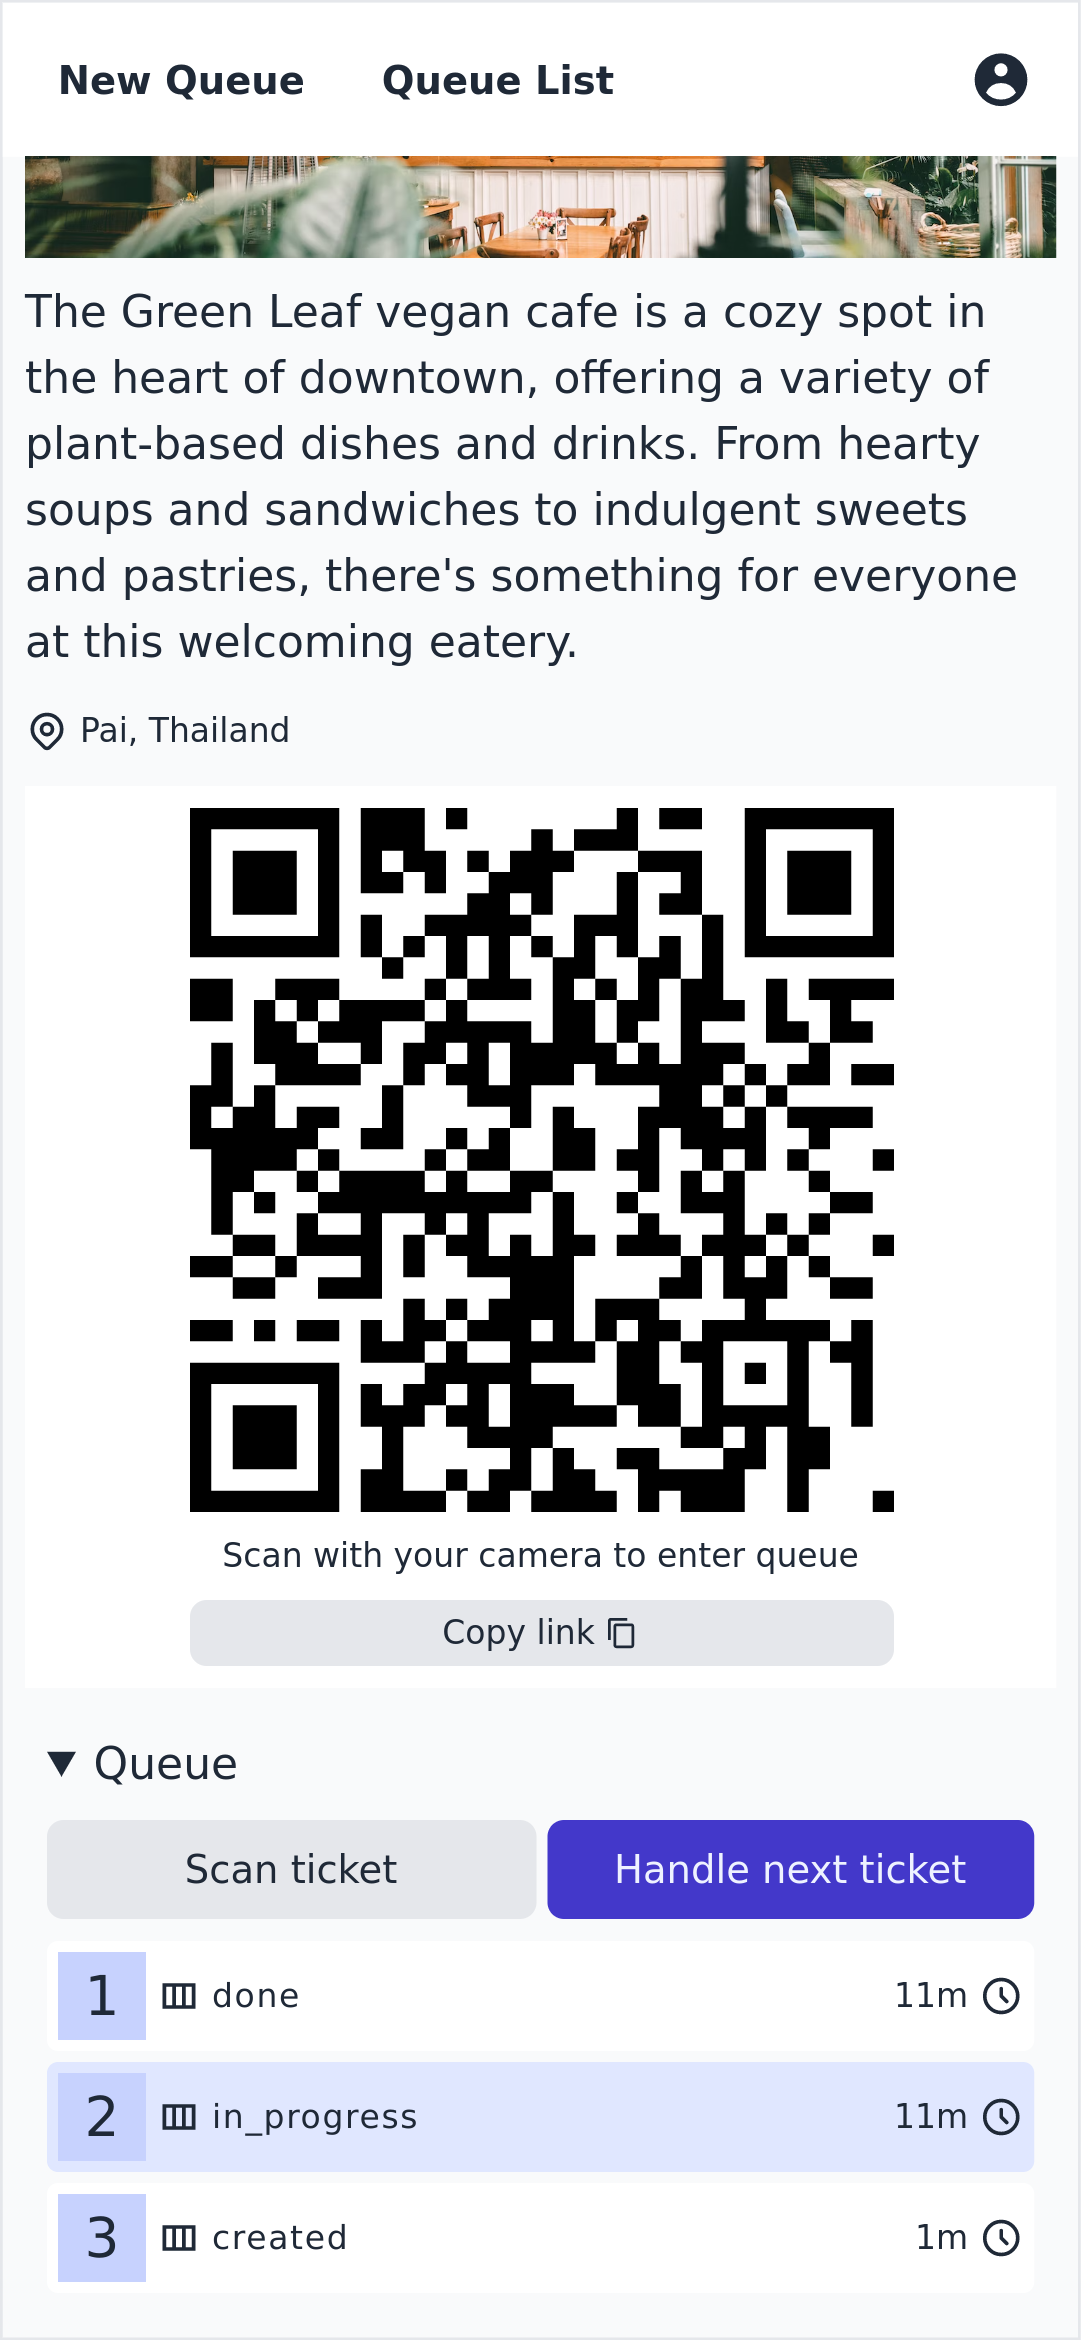 New Queue Queue List
The Green Leaf vegan cafe is a cozy spot in
the heart of downtown, offering a variety of
plant-based dishes and drinks. From hearty
soups and sandwiches to indulgent sweets
and pastries, there's something for everyone
at this welcoming eatery.
Pai, Thailand
Scan with your camera to enter queue
Copy link
Queue
Scan ticket Handle next ticket
1 done 11m
2 in_progress 11m
3 created 1m